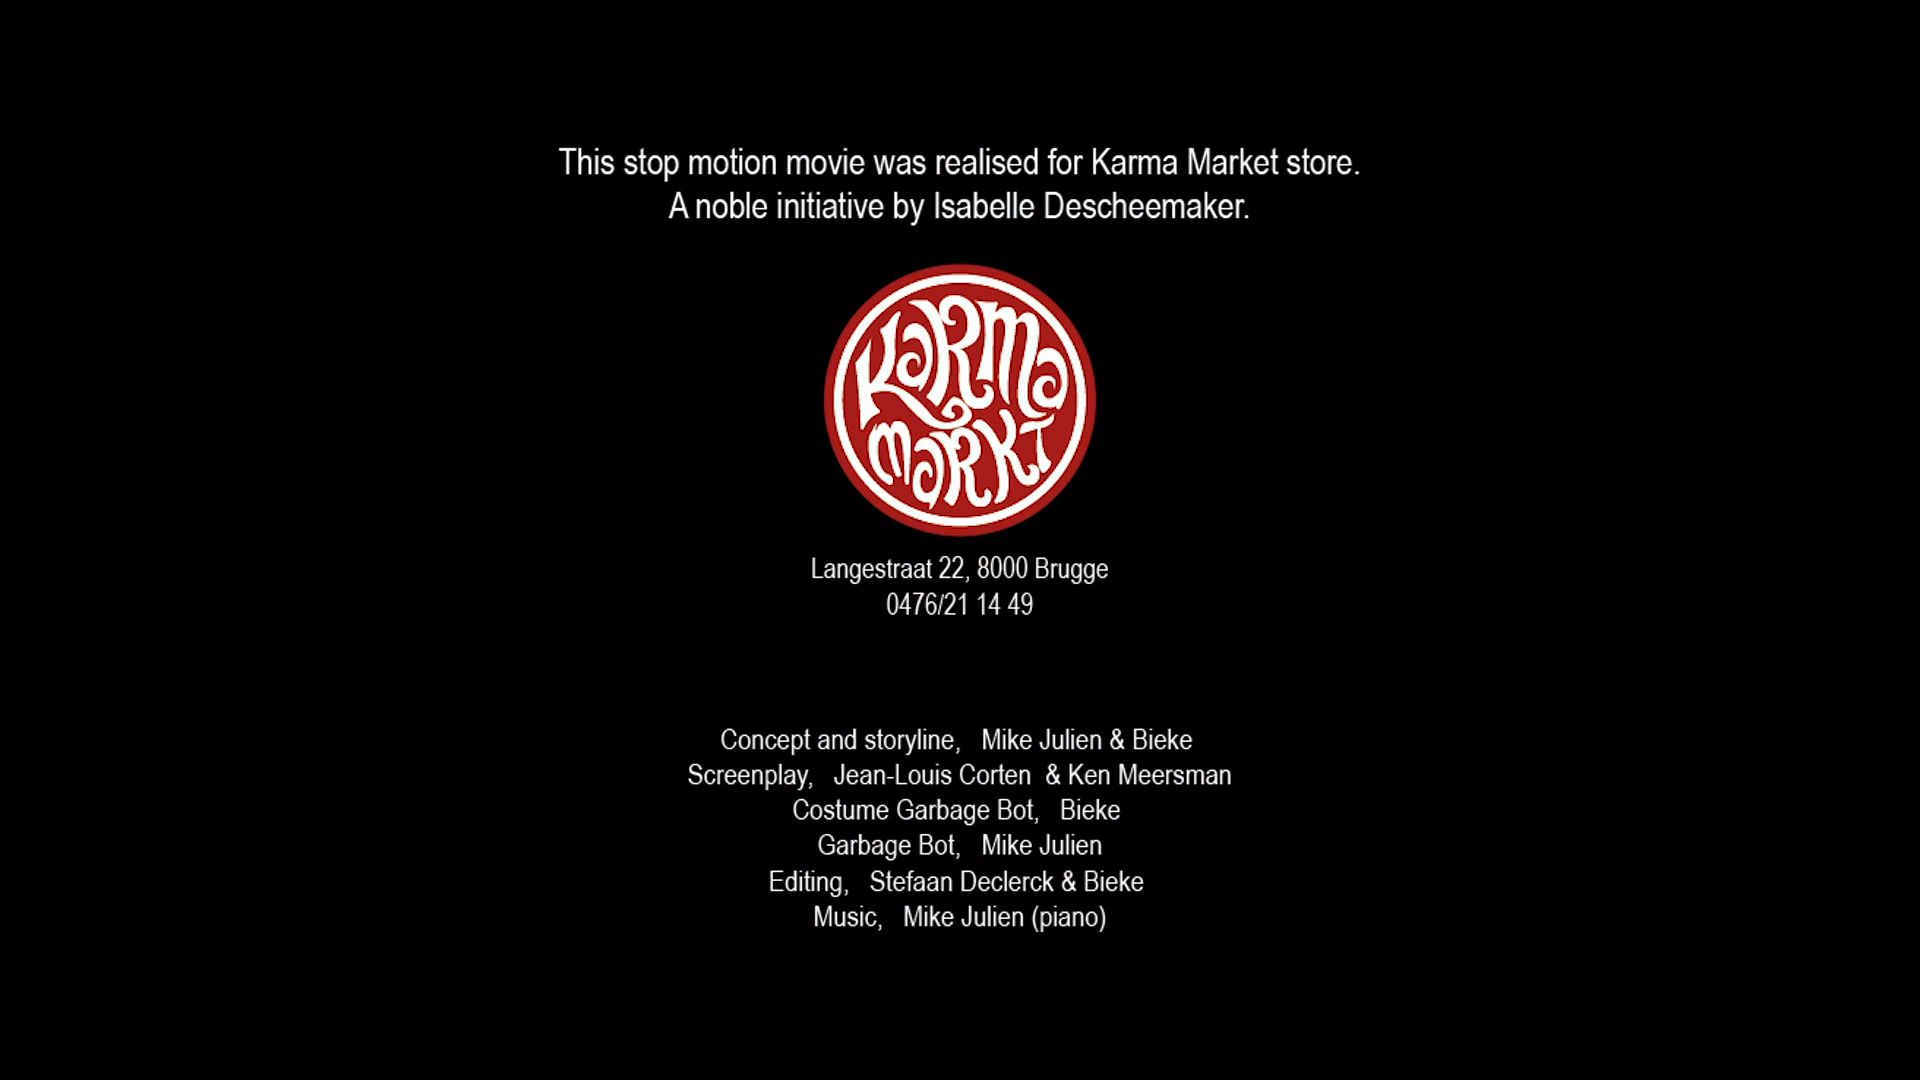 This stop motion movie was realised for Karma Market store.
A noble initiative by Isabelle Descheemaker.
KaRma
maRKT
Langestraat 22, 8000 Brugge
0476/21 14 49
Concept and storyline, Mike Julien & Bieke
Screenplay, Jean-Louis Corten & Ken Meersman
Costume Garbage Bot, Bieke
Garbage Bot, Mike Julien
Editing, Stefaan Declerck & Bieke
Music, Mike Julien (piano)